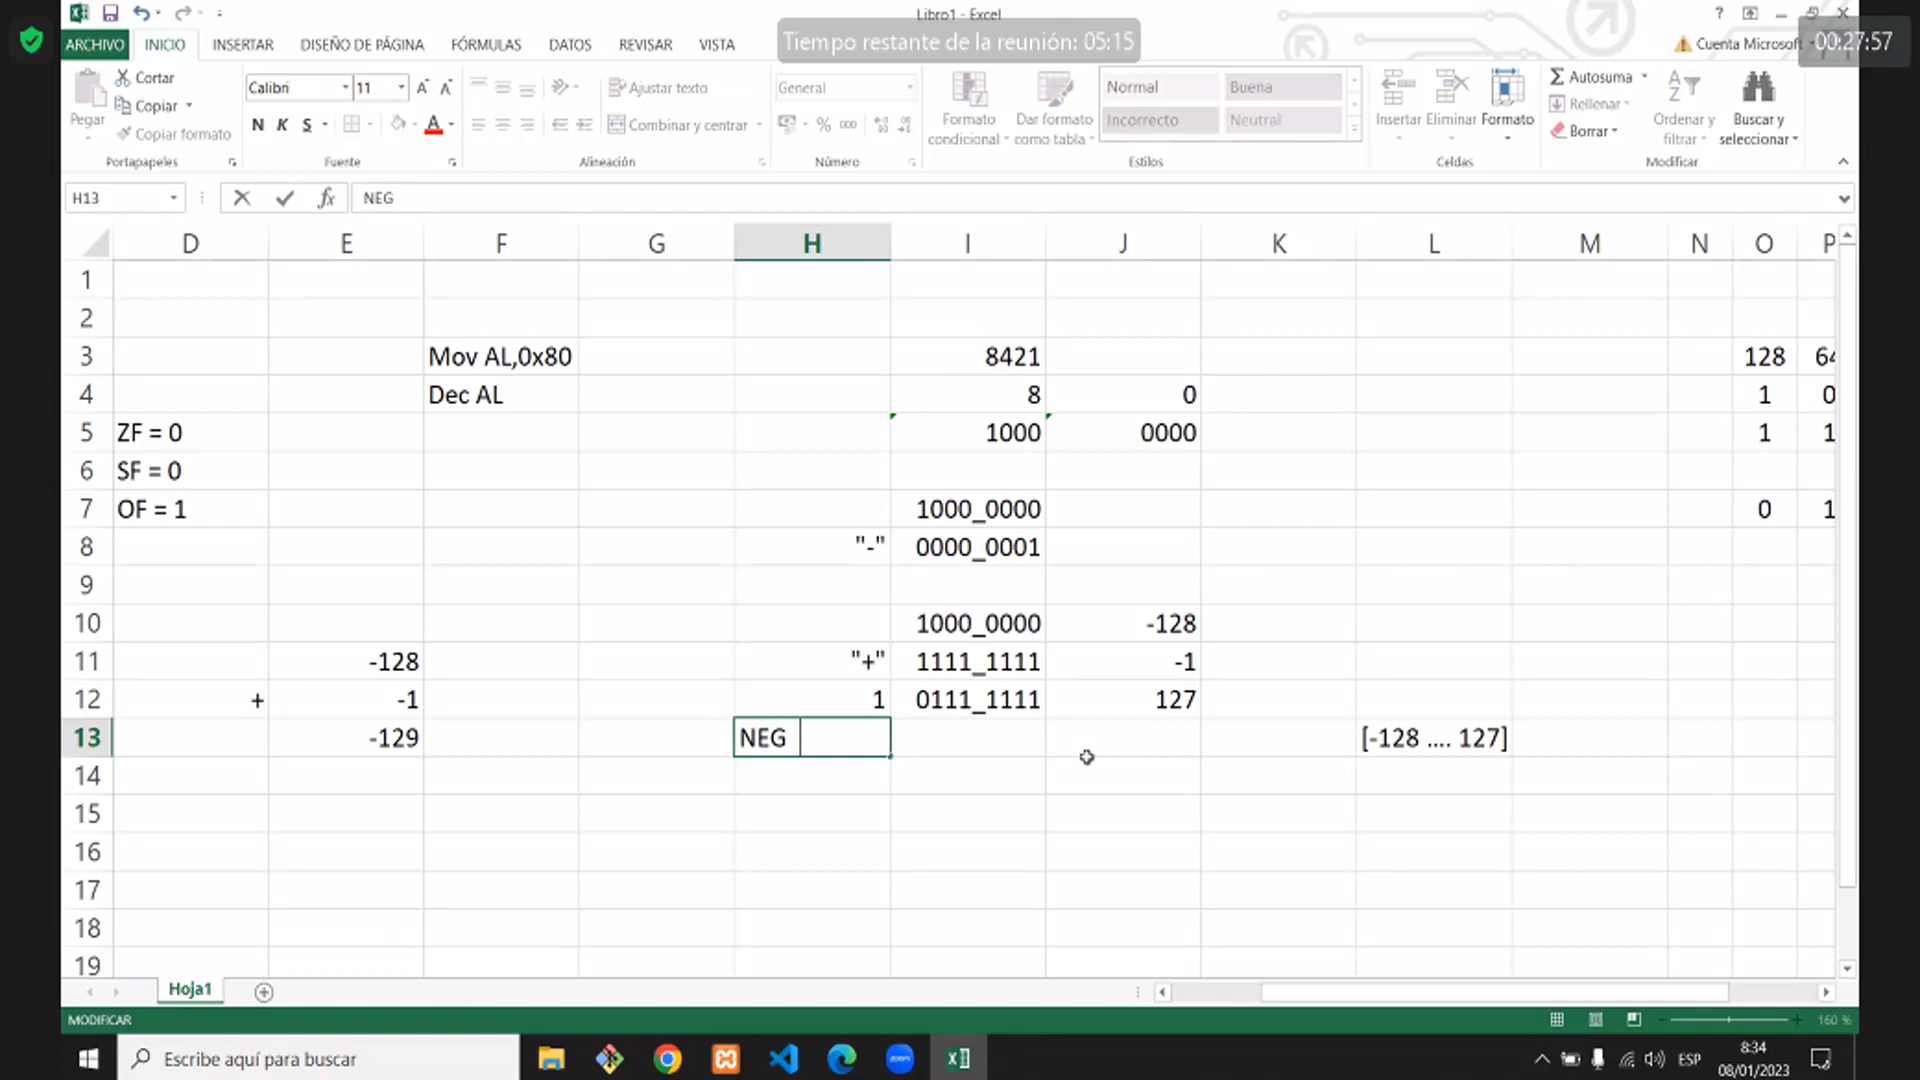 Libro1 - Excel
?
Tiempo restante de la reunión: 05:15
00:27:57
ARCHIVO INICIO INSERTAR DISEÑO DE PÁGINA FÓRMULAS DATOS REVISAR VISTA
Cuenta Microsoft
Pegar
Cortar
Copiar
Copiar formato
Portapapeles
Calibri 11
N K S
Fuente
Ajustar texto
Combinar y centrar
Alineación
General
% 000
Número
Formato condicional
Dar formato como tabla
Normal Buena
Incorrecto Neutral
Estilos
Insertar Eliminar Formato
Celdas
Autosuma
Rellenar
Borrar
Ordenar y filtrar
Buscar y seleccionar
Modificar
H13 fx NEG
D E F G H I J K L M N O P
1
2
3 Mov AL,0x80 8421 128 64
4 Dec AL 8 0 1 0
5 ZF = 0 1000 0000 1 1
6 SF = 0
7 OF = 1 1000_0000 0 1
8 "-" 0000_0001
9
10 1000_0000 -128
11 -128 "+" 1111_1111 -1
12 + -1 1 0111_1111 127
13 -129 NEG [-128 .... 127]
14
15
16
17
18
19
Hoja1
MODIFICAR
160 %
Escribe aquí para buscar
zoom
ESP
8:34
08/01/2023